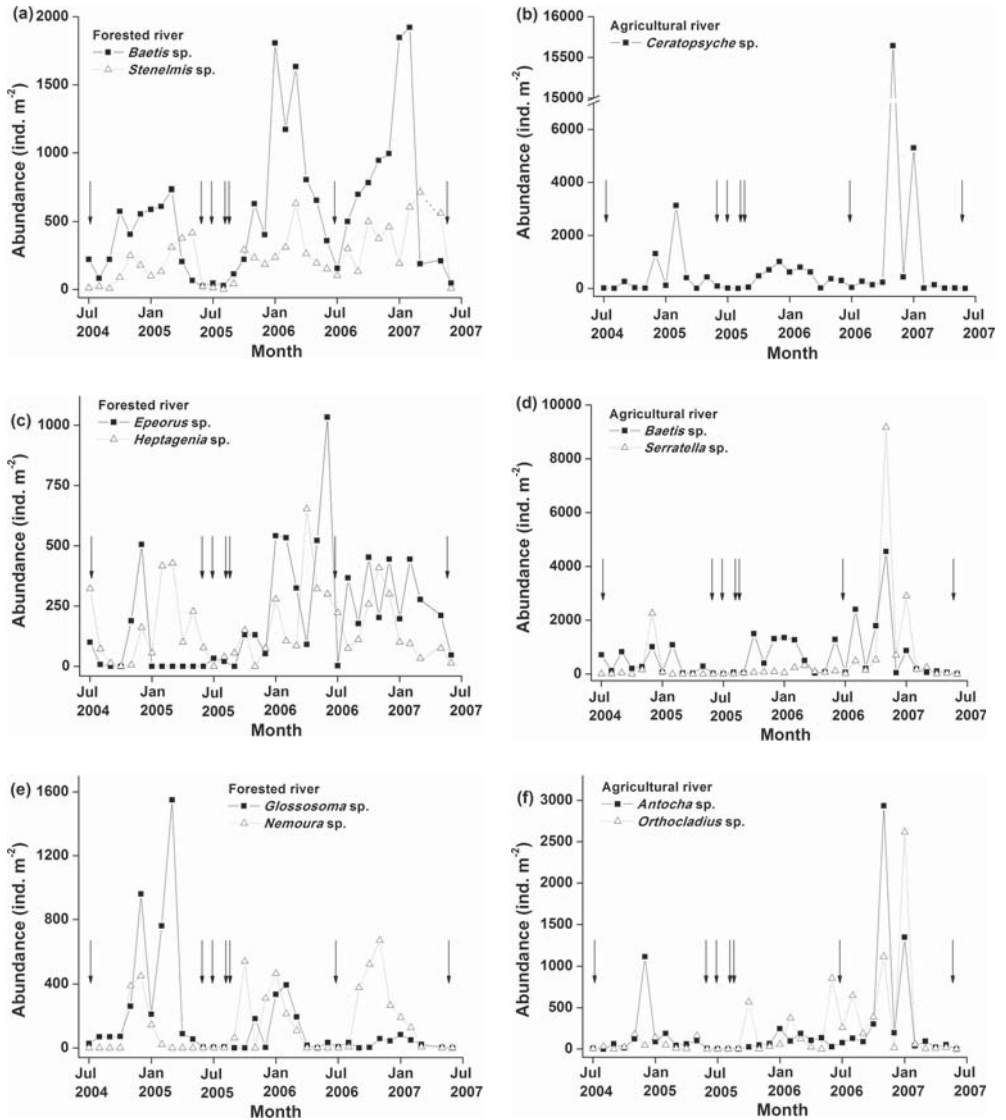 (a)
Forested river
Baetis sp.
Stenelmis sp.
Abundance (ind. m-2)
2000
1500
1000
500
0
Jul
2004
Jan
2005
Jul
2005
Jan
2006
Jul
2006
Jan
2007
Jul
2007
Month
(b)
Agricultural river
Ceratopsyche sp.
Abundance (ind. m-2)
16000
15500
15000
6000
4000
2000
0
Jul
2004
Jan
2005
Jul
2005
Jan
2006
Jul
2006
Jan
2007
Jul
2007
Month
(c)
Forested river
Epeorus sp.
Heptagenia sp.
Abundance (ind. m-2)
1000
750
500
250
0
Jul
2004
Jan
2005
Jul
2005
Jan
2006
Jul
2006
Jan
2007
Jul
2007
Month
(d)
Agricultural river
Baetis sp.
Serratella sp.
Abundance (ind. m-2)
10000
8000
6000
4000
2000
0
Jul
2004
Jan
2005
Jul
2005
Jan
2006
Jul
2006
Jan
2007
Jul
2007
Month
(e)
Forested river
Glossosoma sp.
Nemoura sp.
Abundance (ind. m-2)
1600
1200
800
400
0
Jul
2004
Jan
2005
Jul
2005
Jan
2006
Jul
2006
Jan
2007
Jul
2007
Month
(f)
Agricultural river
Antocha sp.
Orthocladius sp.
Abundance (ind. m-2)
3000
2500
2000
1500
1000
500
0
Jul
2004
Jan
2005
Jul
2005
Jan
2006
Jul
2006
Jan
2007
Jul
2007
Month